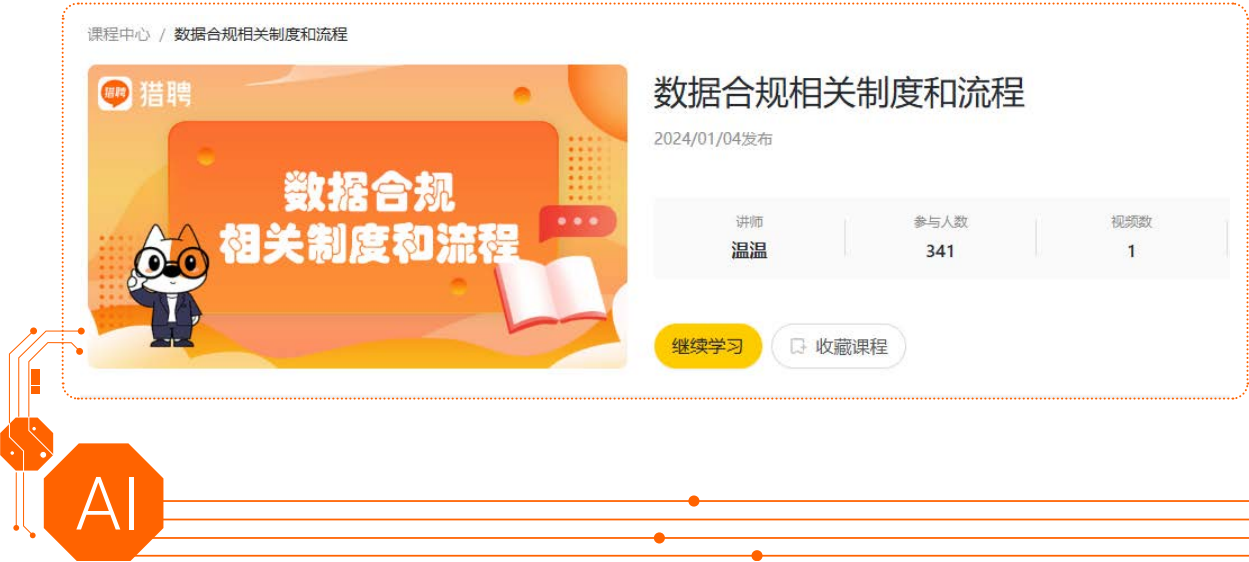 课程中心 / 数据合规相关制度和流程
猎聘 猎聘
数据合规
相关制度和流程
数据合规相关制度和流程
2024/01/04发布
讲师 参与人数 视频数
温温 341 1
继续学习 收藏课程
AI